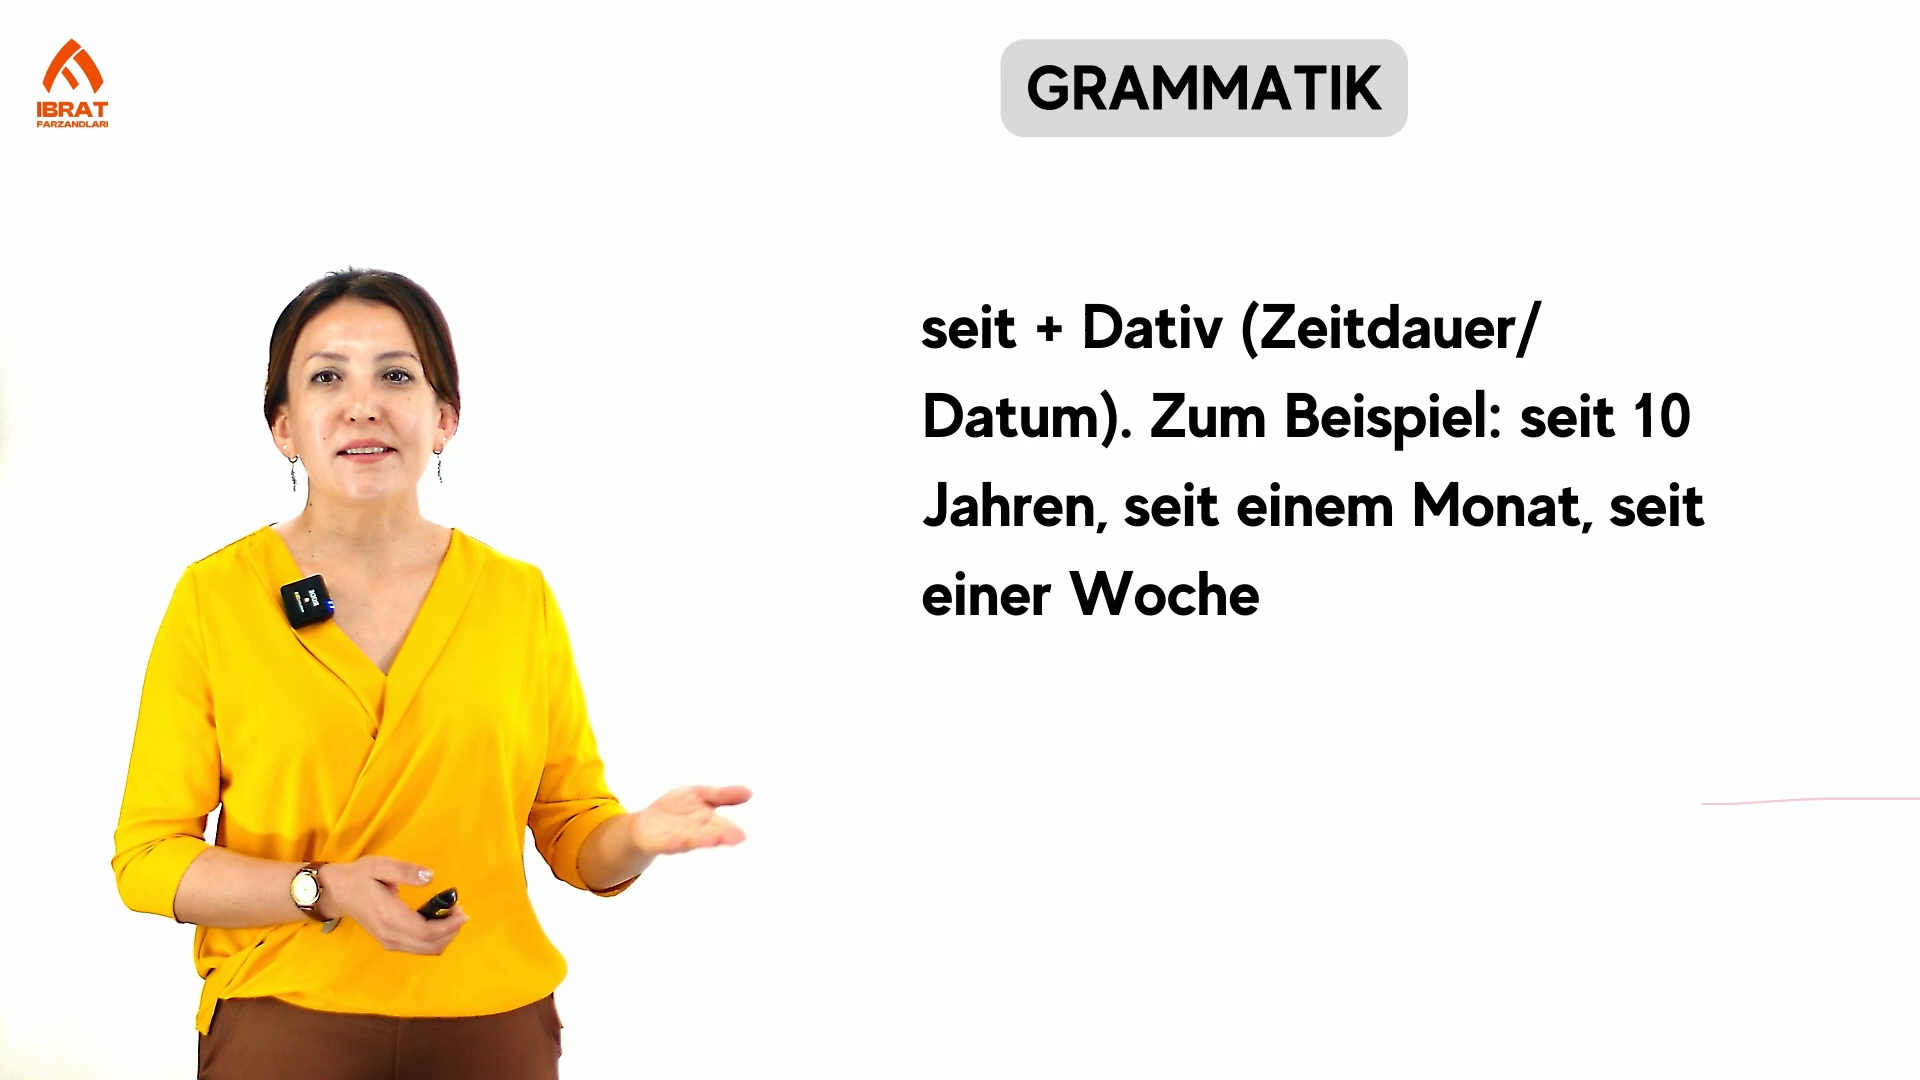 IBRAT
FARZANDLARI
GRAMMATIK
seit + Dativ (Zeitdauer/
Datum). Zum Beispiel: seit 10
Jahren, seit einem Monat, seit
einer Woche